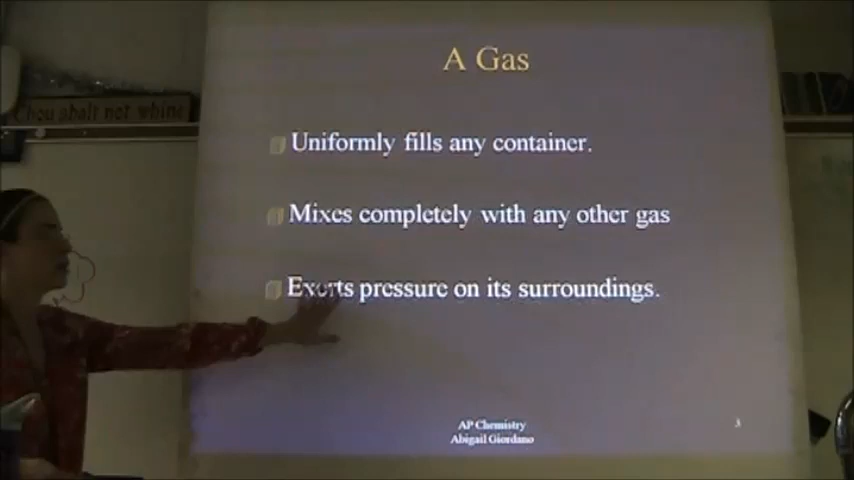 A Gas
Thou shalt not whine
Uniformly fills any container.
Mixes completely with any other gas
Exerts pressure on its surroundings.
AP Chemistry
Abigail Giordano
3